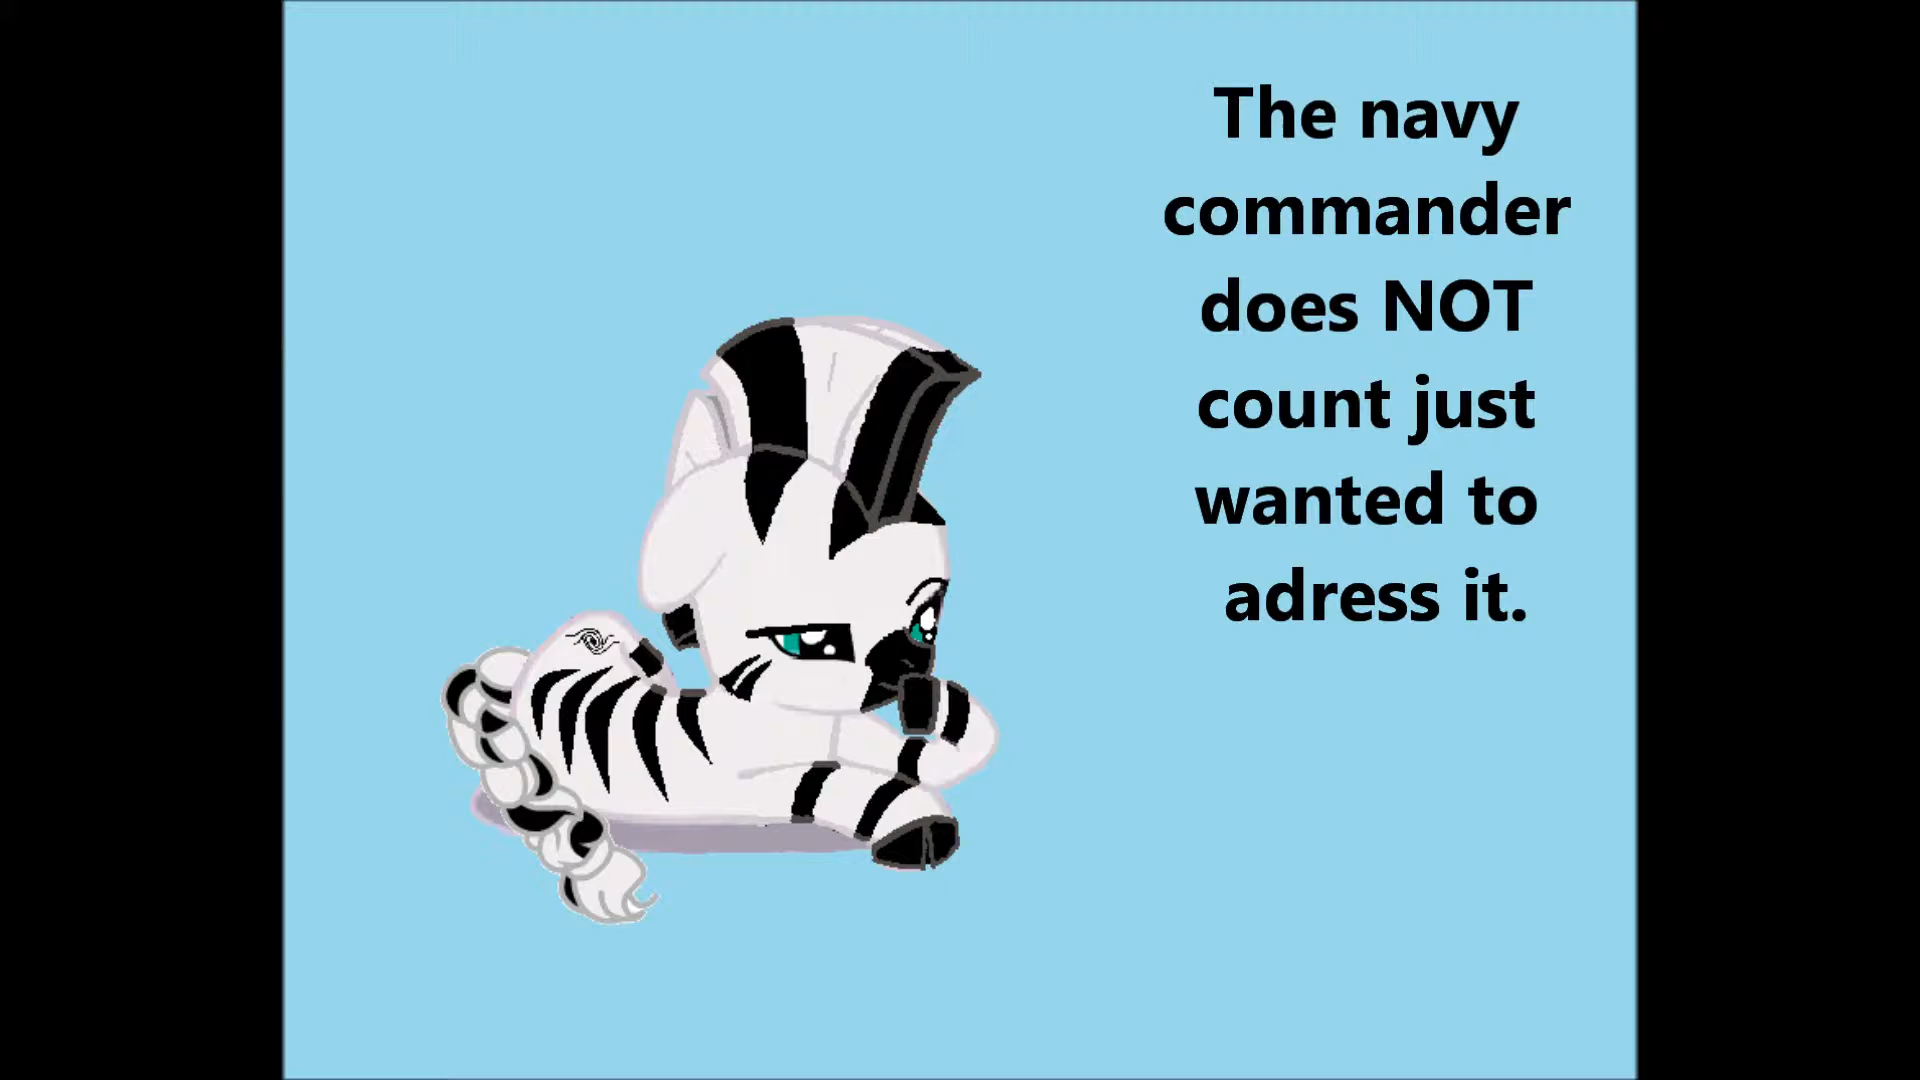 The navy
commander
does NOT
count just
wanted to
adress it.